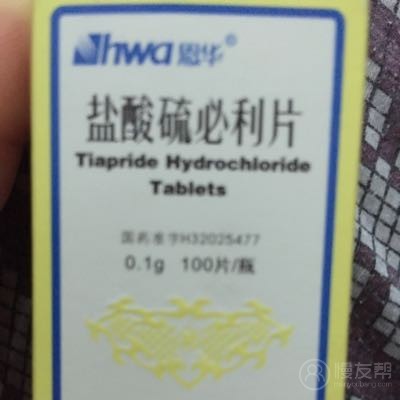 nhwa 恩华®
盐酸硫必利片
Tiapride Hydrochloride
Tablets
国药准字H32025477
0.1g 100片/瓶
慢友帮